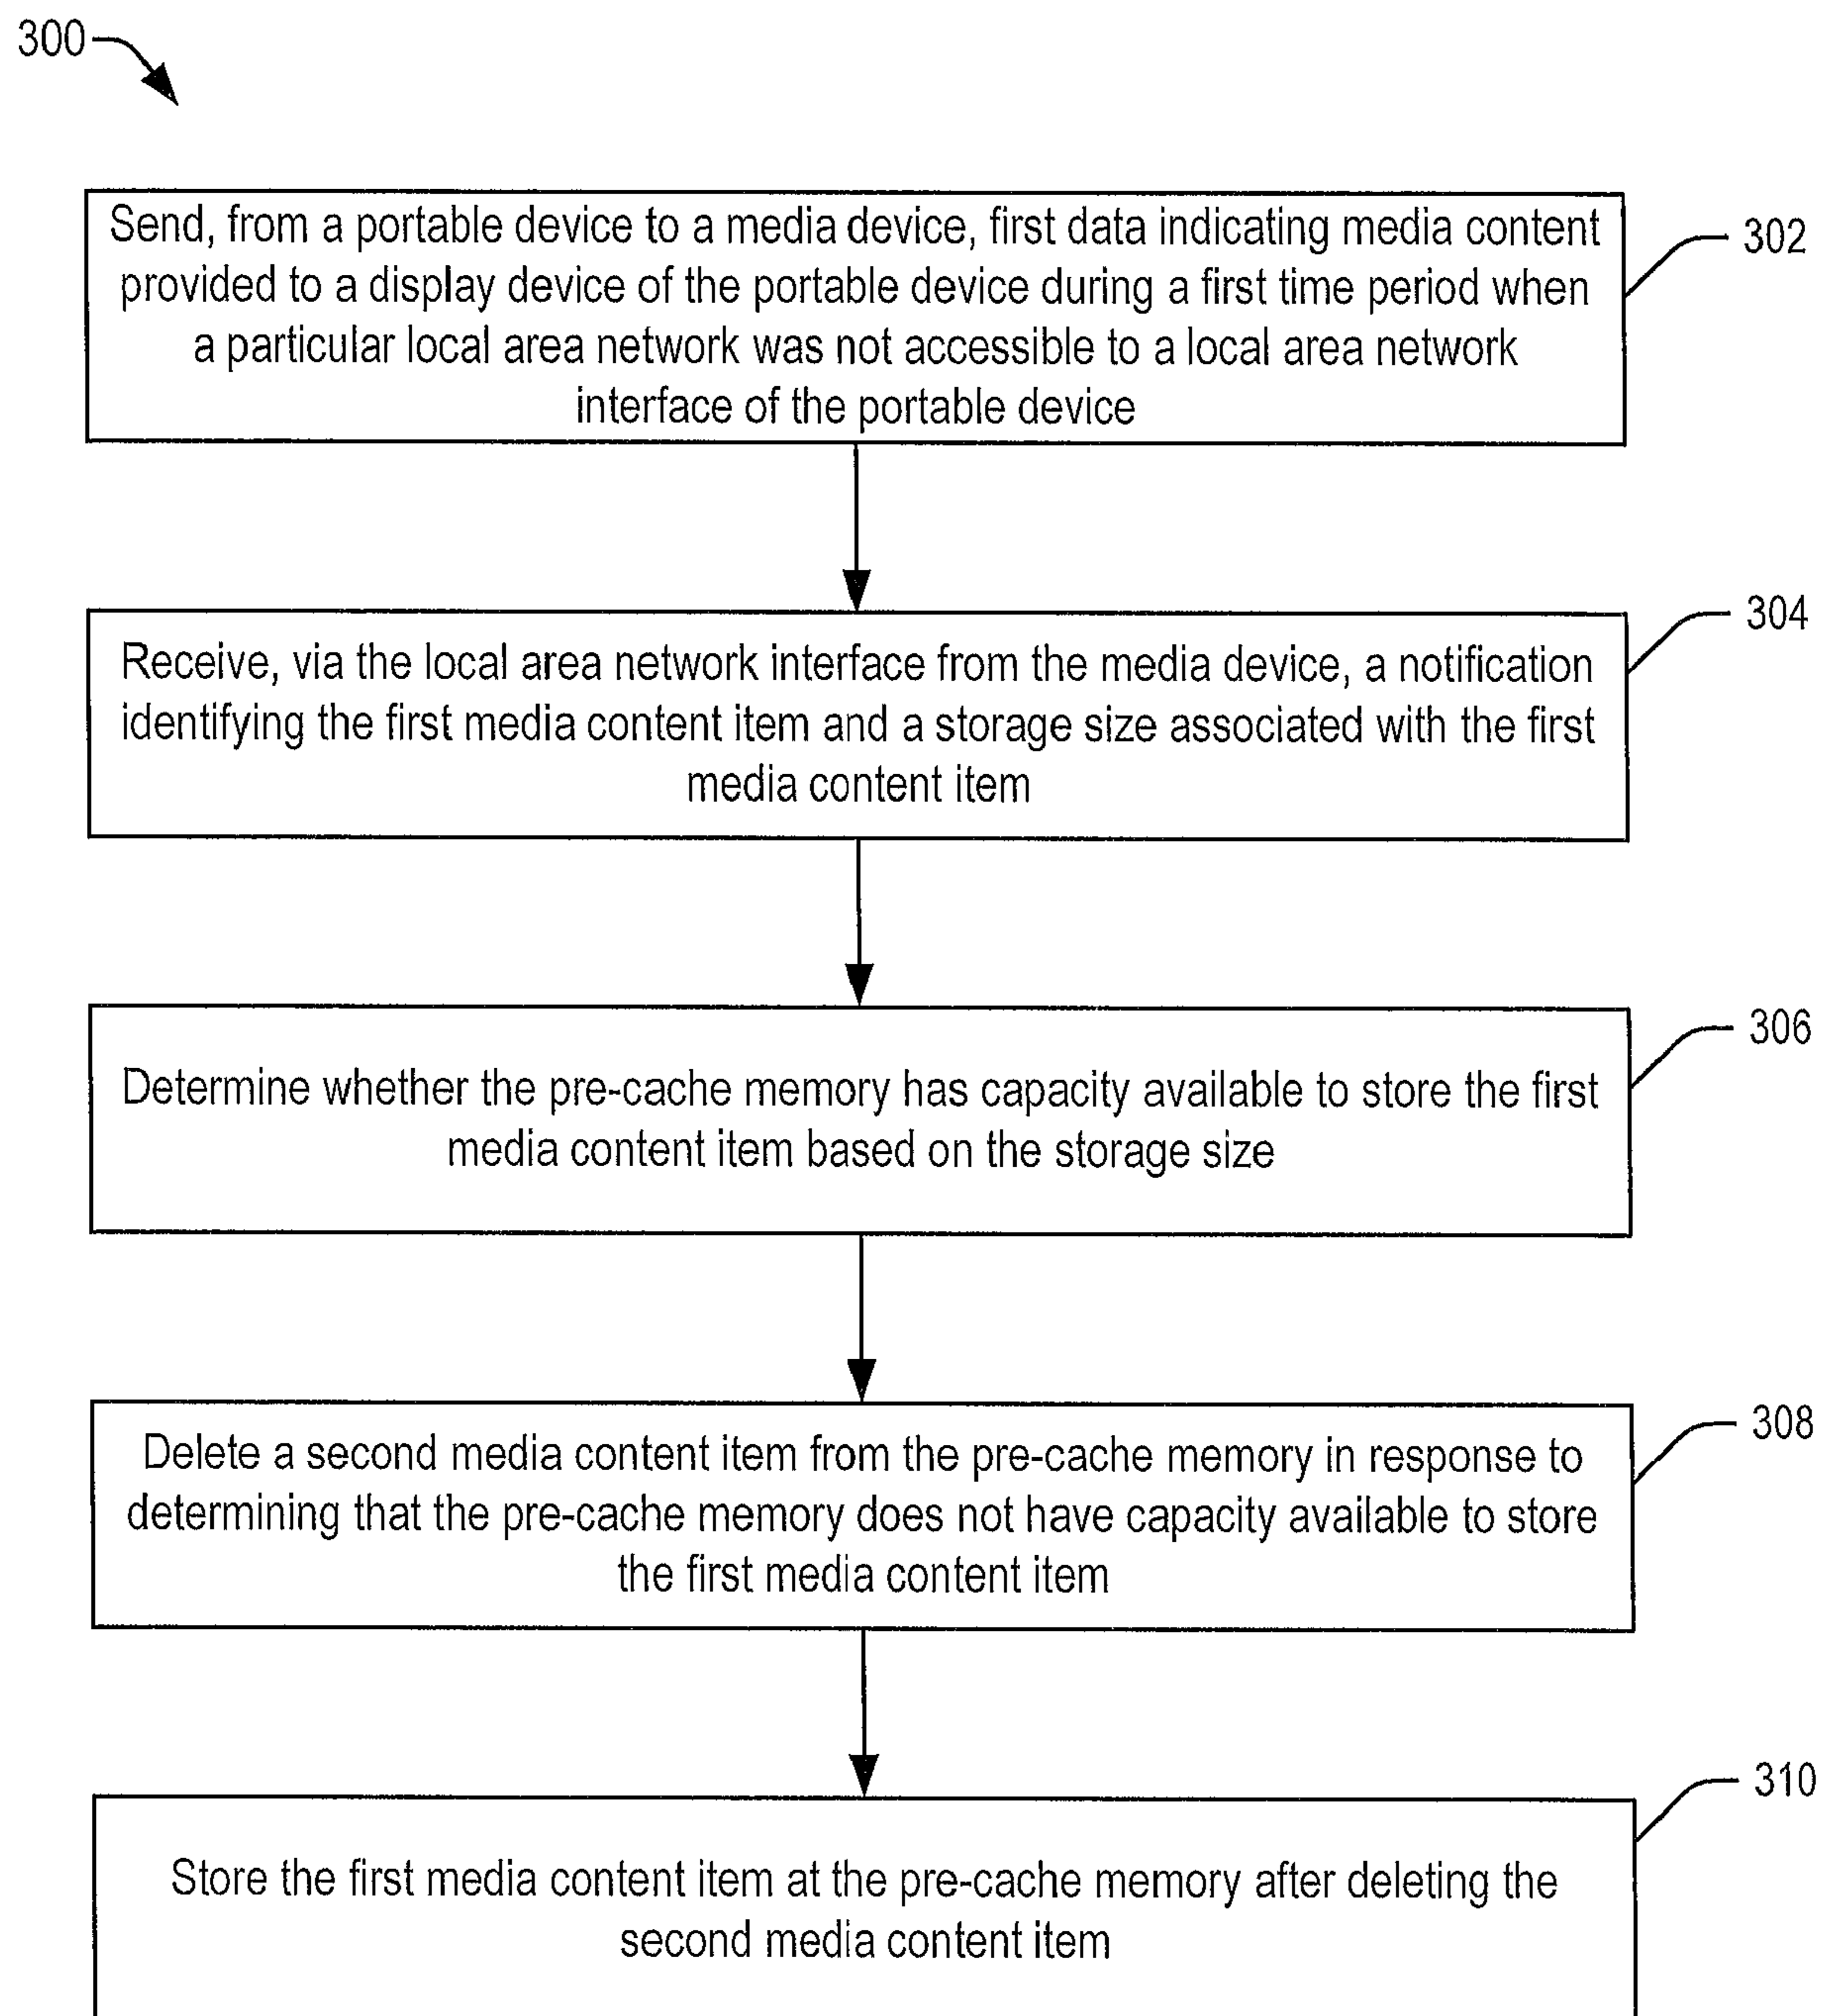 300
Send, from a portable device to a media device, first data indicating media content
provided to a display device of the portable device during a first time period when
a particular local area network was not accessible to a local area network
interface of the portable device
302
Receive, via the local area network interface from the media device, a notification
identifying the first media content item and a storage size associated with the first
media content item
304
Determine whether the pre-cache memory has capacity available to store the first
media content item based on the storage size
306
Delete a second media content item from the pre-cache memory in response to
determining that the pre-cache memory does not have capacity available to store
the first media content item
308
Store the first media content item at the pre-cache memory after deleting the
second media content item
310